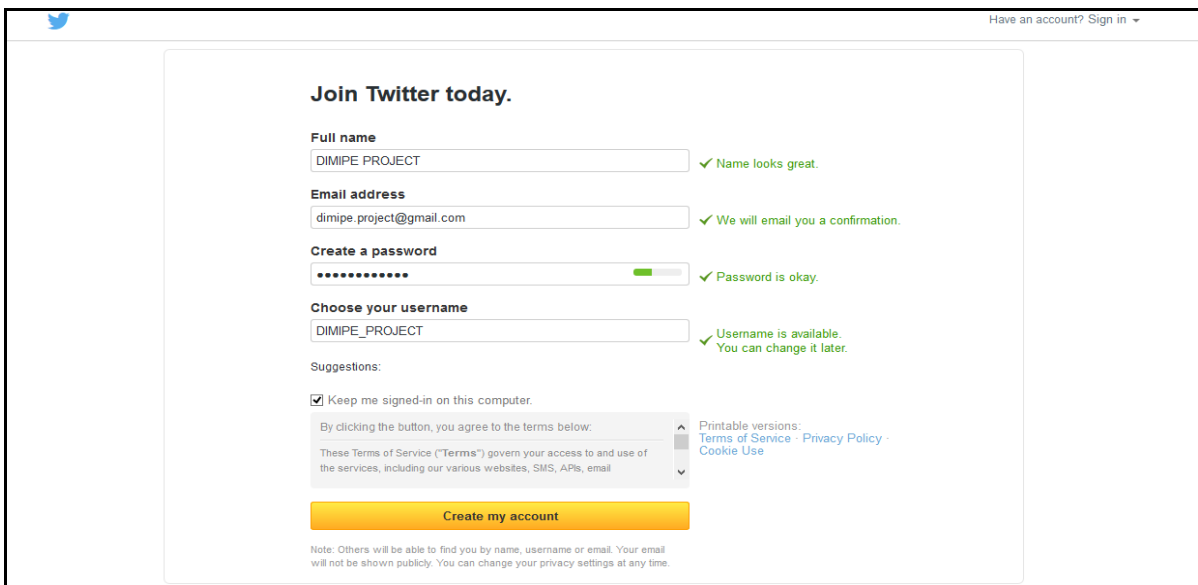 Have an account? Sign in
Join Twitter today.
Full name
DIMIPE PROJECT
Name looks great.
Email address
dimipe.project@gmail.com
We will email you a confirmation.
Create a password
Password is okay.
Choose your username
DIMIPE_PROJECT
Username is available.
You can change it later.
Suggestions:
Keep me signed-in on this computer.
By clicking the button, you agree to the terms below:
These Terms of Service ("Terms") govern your access to and use of
the services, including our various websites, SMS, APIs, email
Printable versions:
Terms of Service · Privacy Policy ·
Cookie Use
Create my account
Note: Others will be able to find you by name, username or email. Your email
will not be shown publicly. You can change your privacy settings at any time.